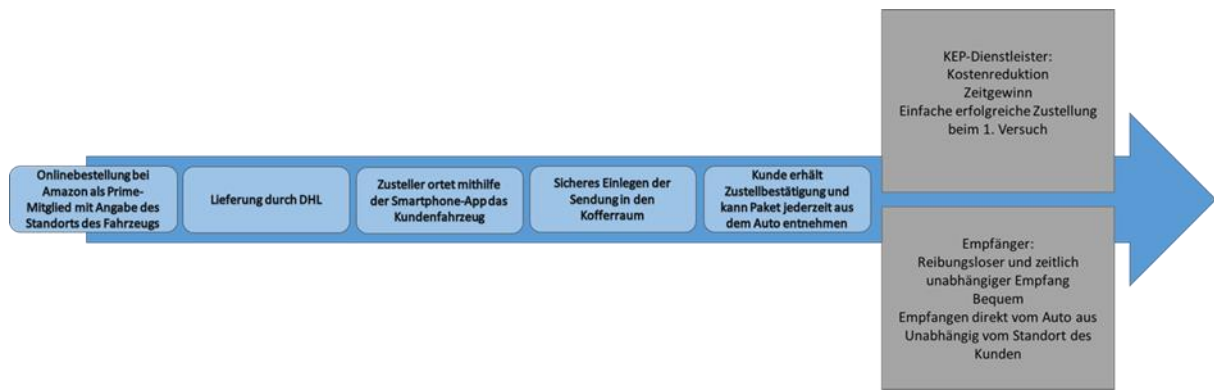 Onlinebestellung bei
Amazon als Prime-
Mitglied mit Angabe des
Standorts des Fahrzeugs
Lieferung durch DHL
Zusteller ortet mithilfe
der Smartphone-App das
Kundenfahrzeug
Sicheres Einlegen der
Sendung in den
Kofferraum
Kunde erhält
Zustellbestätigung und
kann Paket jederzeit aus
dem Auto entnehmen
KEP-Dienstleister:
Kostenreduktion
Zeitgewinn
Einfache erfolgreiche Zustellung
beim 1. Versuch
Empfänger:
Reibungsloser und zeitlich
unabhängiger Empfang
Bequem
Empfangen direkt vom Auto aus
Unabhängig vom Standort des
Kunden